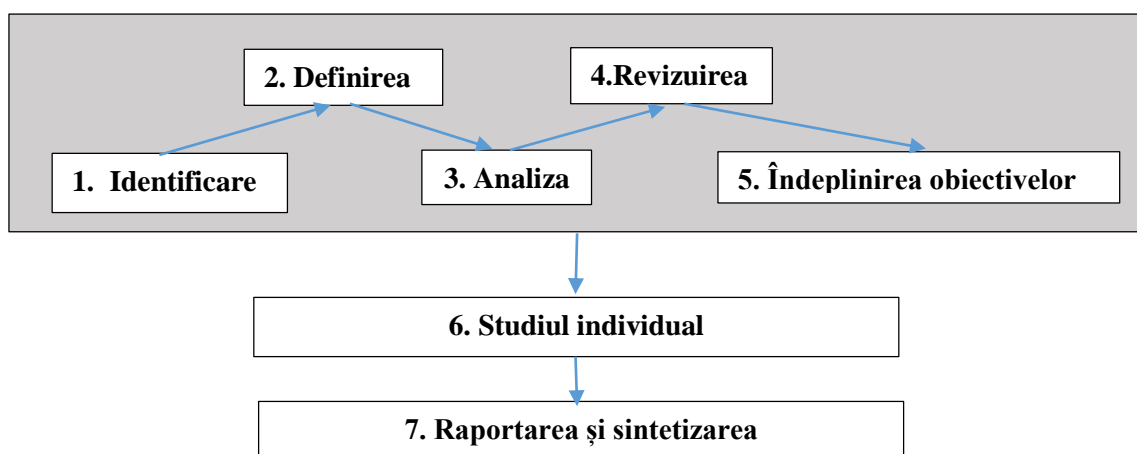 2. Definirea
4.Revizuirea
1. Identificare
3. Analiza
5. Îndeplinirea obiectivelor
6. Studiul individual
7. Raportarea și sintetizarea